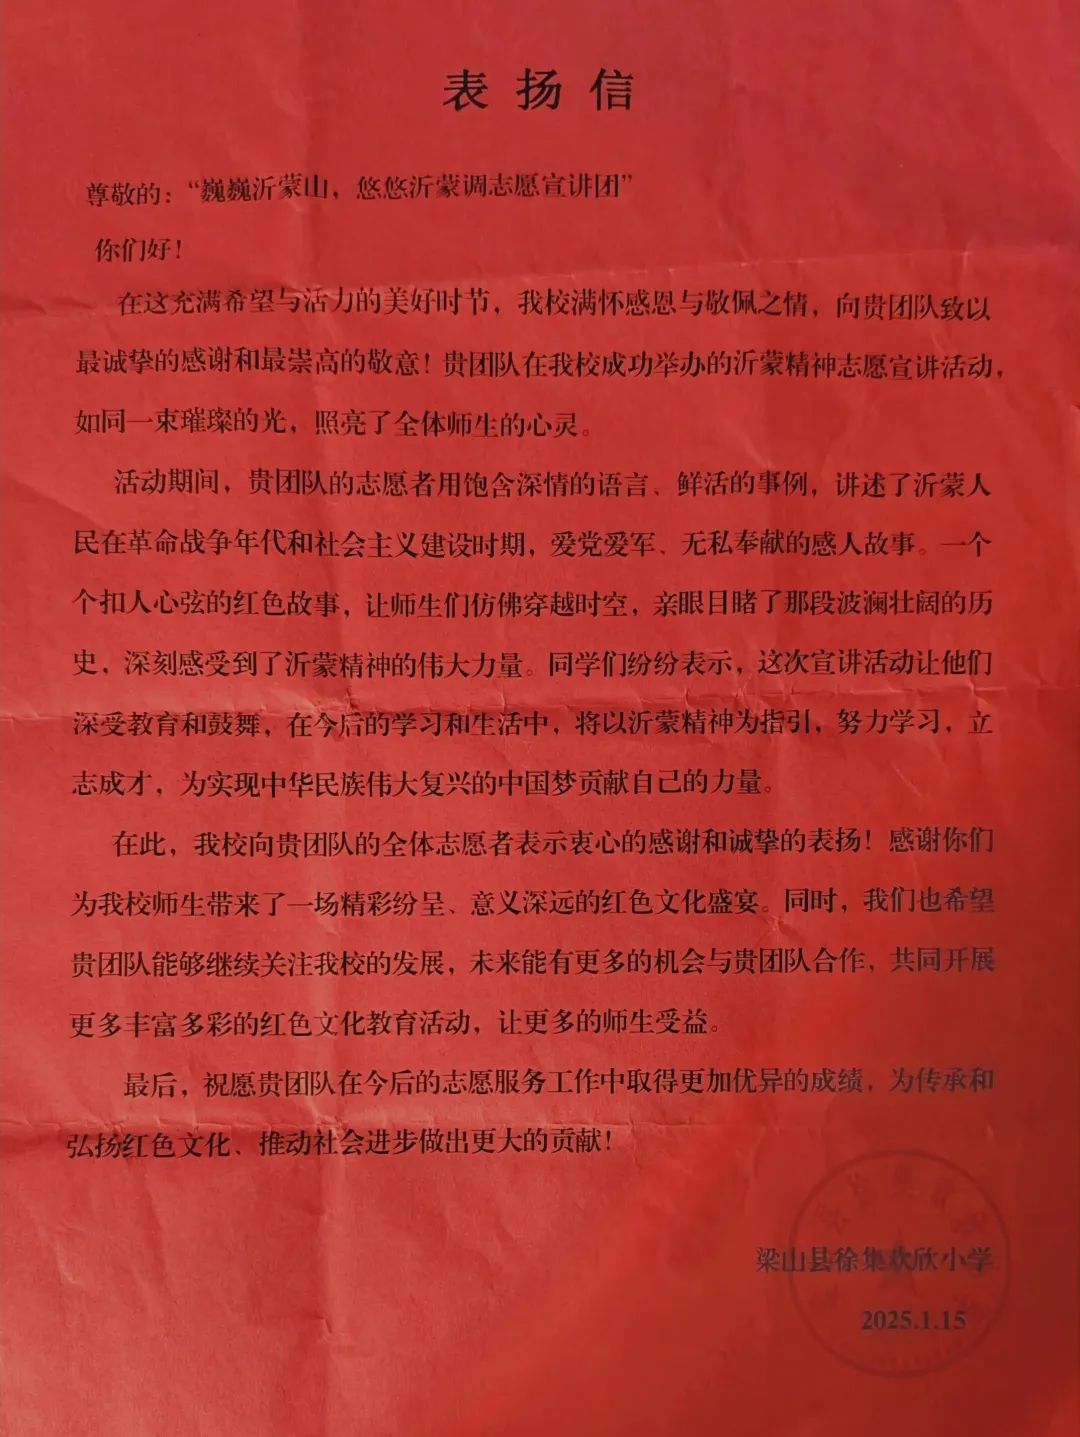 表扬信
尊敬的：“巍巍沂蒙山，悠悠沂蒙调志愿宣讲团”
你们好！
在这充满希望与活力的美好时节，我校满怀感恩与敬佩之情，向贵团队致以
最诚挚的感谢和最崇高的敬意！贵团队在我校成功举办的沂蒙精神志愿宣讲活动，
如同一束璀璨的光，照亮了全体师生的心灵。
活动期间，贵团队的志愿者用饱含深情的语言、鲜活的事例，讲述了沂蒙人
民在革命战争年代和社会主义建设时期，爱党爱军、无私奉献的感人故事。一个
个扣人心弦的红色故事，让师生们仿佛穿越时空，亲眼目睹了那段波澜壮阔的历
史，深刻感受到了沂蒙精神的伟大力量。同学们纷纷表示，这次宣讲活动让他们
深受教育和鼓舞，在今后的学习和生活中，将以沂蒙精神为指引，努力学习，立
志成才，为实现中华民族伟大复兴的中国梦贡献自己的力量。
在此，我校向贵团队的全体志愿者表示衷心的感谢和诚挚的表扬！感谢你们
为我校师生带来了一场精彩纷呈、意义深远的红色文化盛宴。同时，我们也希望
贵团队能够继续关注我校的发展，未来能有更多的机会与贵团队合作，共同开展
更多丰富多彩的红色文化教育活动，让更多的师生受益。
最后，祝愿贵团队在今后的志愿服务工作中取得更加优异的成绩，为传承和
弘扬红色文化、推动社会进步做出更大的贡献！
梁山县徐集欢欣小学
2025.1.15